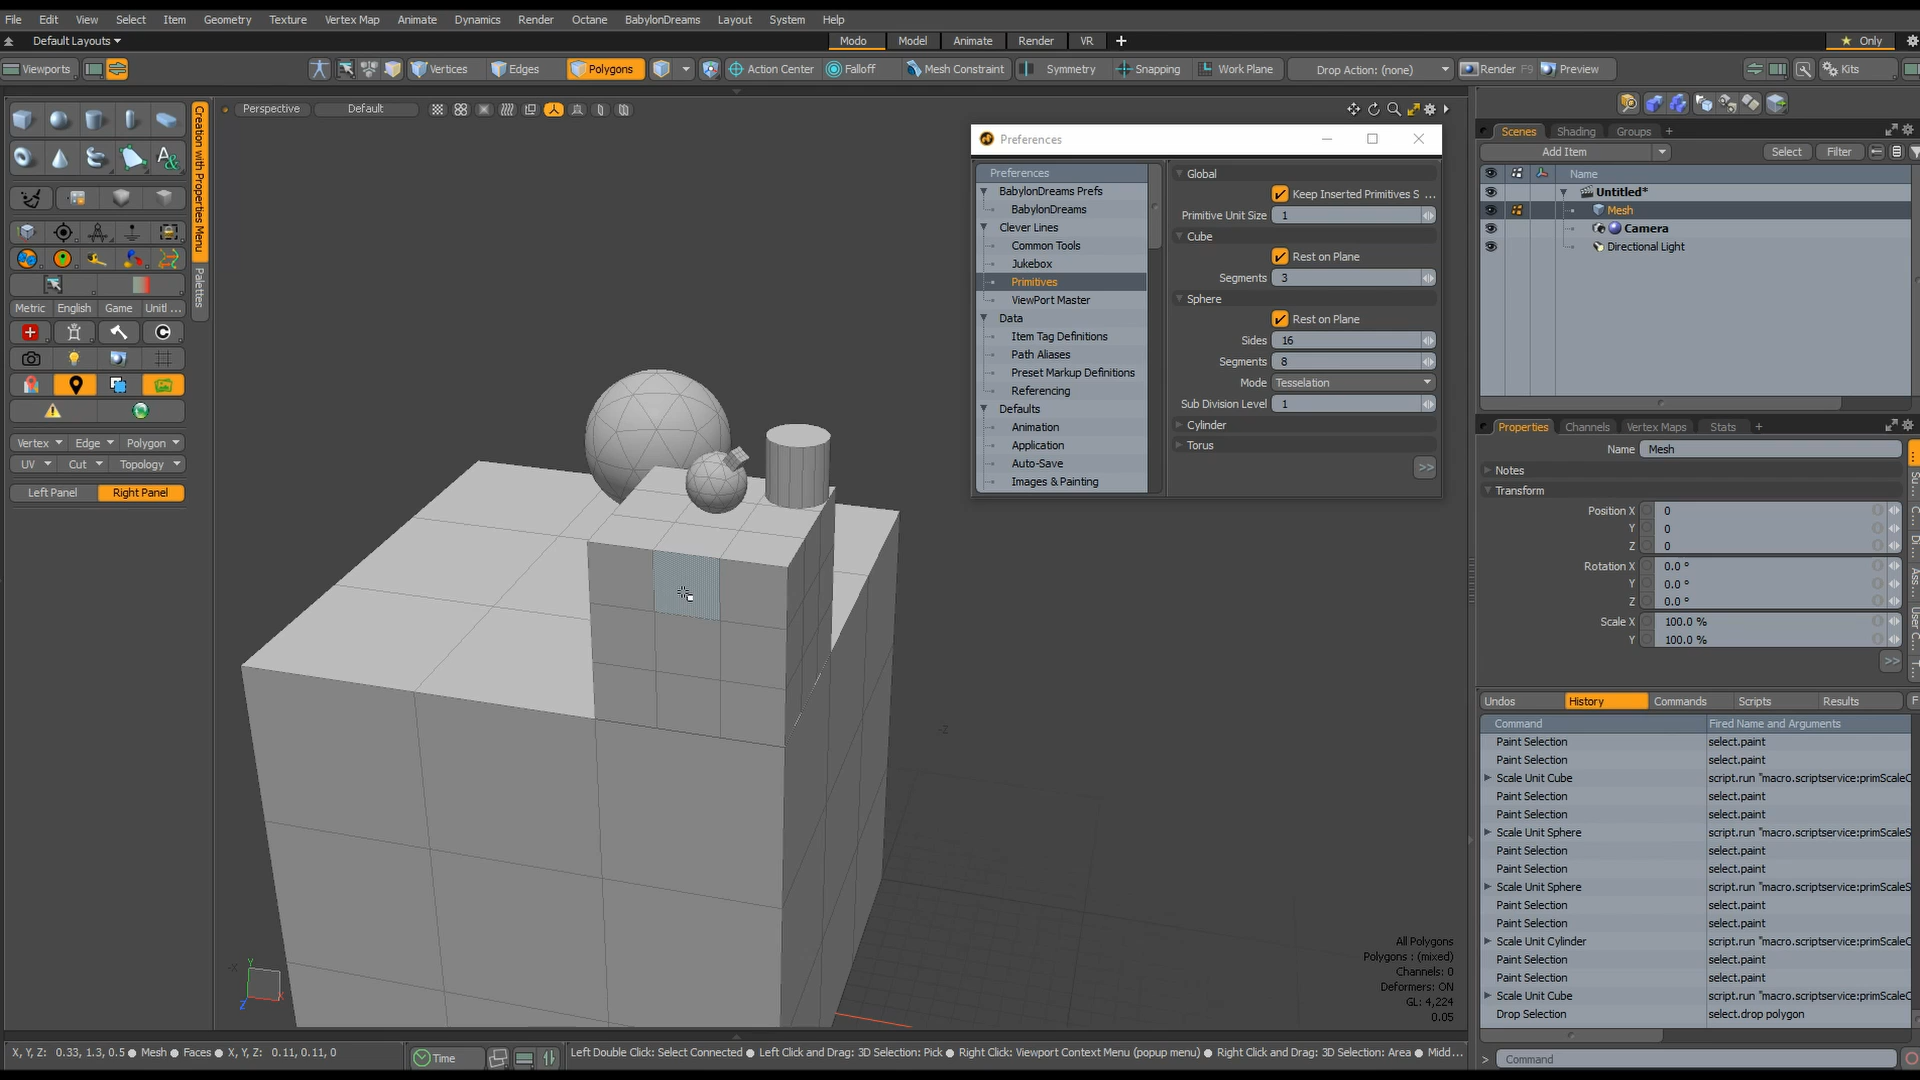 File Edit View Select Item Geometry Texture Vertex Map Animate Dynamics Render Octane BabylonDreams Layout System Help
Default Layouts Modo Model Animate Render VR + Only
Viewports Vertices Edges Polygons Action Center Falloff Mesh Constraint Symmetry Snapping Work Plane Drop Action: (none) Render F9 Preview Kits
Perspective Default
Creation with Properties Menu
Palettes
Metric English Game Uniti ...
Vertex Edge Polygon
UV Cut Topology
Left Panel Right Panel
Preferences
Preferences
BabylonDreams Prefs
BabylonDreams
Clever Lines
Common Tools
Jukebox
Primitives
ViewPort Master
Data
Item Tag Definitions
Path Aliases
Preset Markup Definitions
Referencing
Defaults
Animation
Application
Auto-Save
Images & Painting
Global
Keep Inserted Primitives S ...
Primitive Unit Size 1
Cube
Rest on Plane
Segments 3
Sphere
Rest on Plane
Sides 16
Segments 8
Mode Tesselation
Sub Division Level 1
Cylinder
Torus
>>
Scenes Shading Groups +
Add Item Select Filter
Name
Untitled*
Mesh
Camera
Directional Light
Properties Channels Vertex Maps Stats +
Name Mesh
Notes
Transform
Position X 0
Y 0
Z 0
Rotation X 0.0 °
Y 0.0 °
Z 0.0 °
Scale X 100.0 %
Y 100.0 %
>>
Undos History Commands Scripts Results F
Command Fired Name and Arguments
Paint Selection select.paint
Paint Selection select.paint
Scale Unit Cube script.run "macro.scriptservice:primScaleC
Paint Selection select.paint
Paint Selection select.paint
Scale Unit Sphere script.run "macro.scriptservice:primScaleS
Paint Selection select.paint
Paint Selection select.paint
Scale Unit Sphere script.run "macro.scriptservice:primScaleS
Paint Selection select.paint
Paint Selection select.paint
Scale Unit Cylinder script.run "macro.scriptservice:primScaleC
Paint Selection select.paint
Paint Selection select.paint
Scale Unit Cube script.run "macro.scriptservice:primScaleC
Drop Selection select.drop polygon
> Command
-Z
-X
Y
Z
X
All Polygons
Polygons : (mixed)
Channels: 0
Deformers: ON
GL: 4,224
0.05
X, Y, Z: 0.33, 1.3, 0.5 ● Mesh ● Faces ● X, Y, Z: 0.11, 0.11, 0
Time
Left Double Click: Select Connected ● Left Click and Drag: 3D Selection: Pick ● Right Click: Viewport Context Menu (popup menu) ● Right Click and Drag: 3D Selection: Area ● Midd...